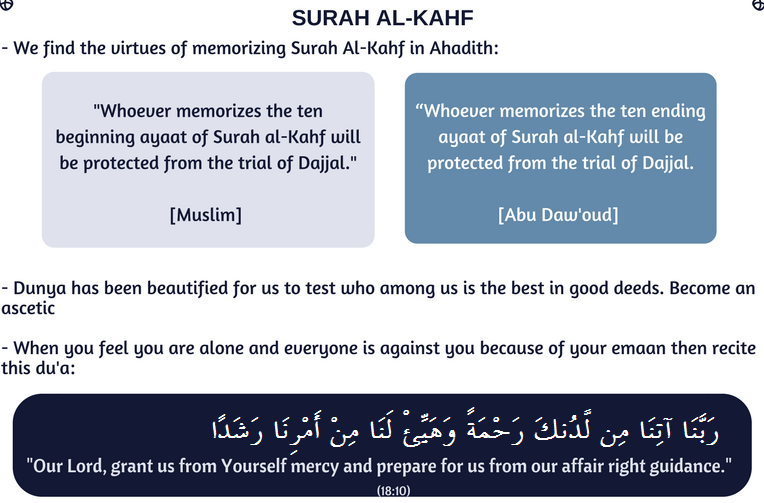 SURAH AL-KAHF
- We find the virtues of memorizing Surah Al-Kahf in Ahadith:
"Whoever memorizes the ten
beginning ayaat of Surah al-Kahf will
be protected from the trial of Dajjal."
[Muslim]
“Whoever memorizes the ten ending
ayaat of Surah al-Kahf will be
protected from the trial of Dajjal.
[Abu Daw'oud]
- Dunya has been beautified for us to test who among us is the best in good deeds. Become an
ascetic
- When you feel you are alone and everyone is against you because of your emaan then recite
this du'a:
رَبَّنَا آتِنَا مِن لَّدُنكَ رَحْمَةً وَهَيِّئْ لَنَا مِنْ أَمْرِنَا رَشَدًا
"Our Lord, grant us from Yourself mercy and prepare for us from our affair right guidance."
(18:10)